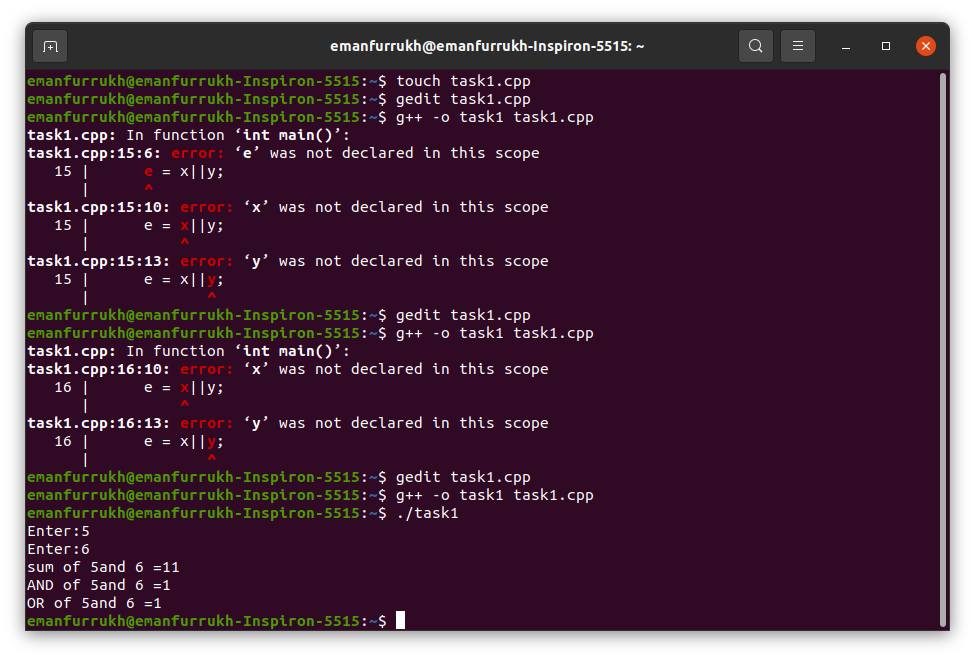 emanfurrukh@emanfurrukh-Inspiron-5515: ~
emanfurrukh@emanfurrukh-Inspiron-5515:~$ touch task1.cpp
emanfurrukh@emanfurrukh-Inspiron-5515:~$ gedit task1.cpp
emanfurrukh@emanfurrukh-Inspiron-5515:~$ g++ -o task1 task1.cpp
task1.cpp: In function ‘int main()’:
task1.cpp:15:6: error: ‘e’ was not declared in this scope
   15 |      e = x||y;
      |      ^
task1.cpp:15:10: error: ‘x’ was not declared in this scope
   15 |      e = x||y;
      |          ^
task1.cpp:15:13: error: ‘y’ was not declared in this scope
   15 |      e = x||y;
      |             ^
emanfurrukh@emanfurrukh-Inspiron-5515:~$ gedit task1.cpp
emanfurrukh@emanfurrukh-Inspiron-5515:~$ g++ -o task1 task1.cpp
task1.cpp: In function ‘int main()’:
task1.cpp:16:10: error: ‘x’ was not declared in this scope
   16 |      e = x||y;
      |          ^
task1.cpp:16:13: error: ‘y’ was not declared in this scope
   16 |      e = x||y;
      |             ^
emanfurrukh@emanfurrukh-Inspiron-5515:~$ gedit task1.cpp
emanfurrukh@emanfurrukh-Inspiron-5515:~$ g++ -o task1 task1.cpp
emanfurrukh@emanfurrukh-Inspiron-5515:~$ ./task1
Enter:5
Enter:6
sum of 5and 6 =11
AND of 5and 6 =1
OR of 5and 6 =1
emanfurrukh@emanfurrukh-Inspiron-5515:~$